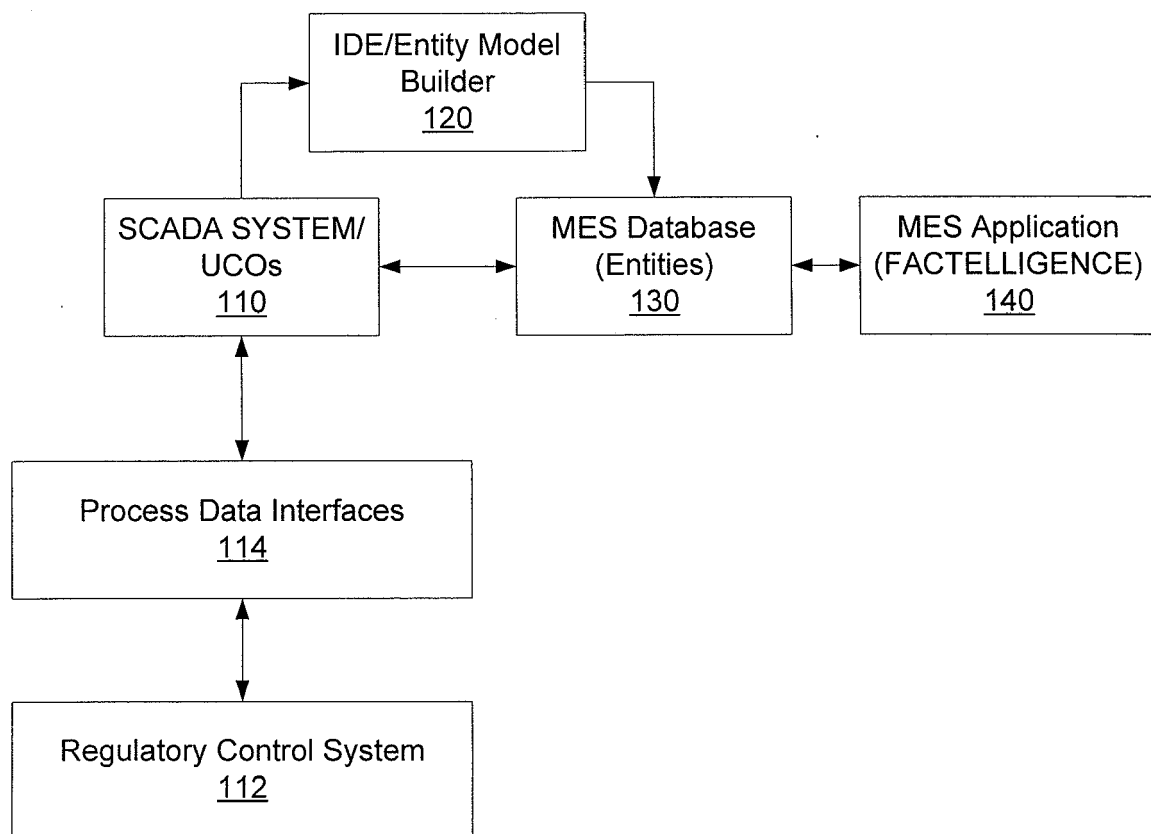 IDE/Entity Model
Builder
120
SCADA SYSTEM/
UCOs
110
MES Database
(Entities)
130
MES Application
(FACTELLIGENCE)
140
Process Data Interfaces
114
Regulatory Control System
112